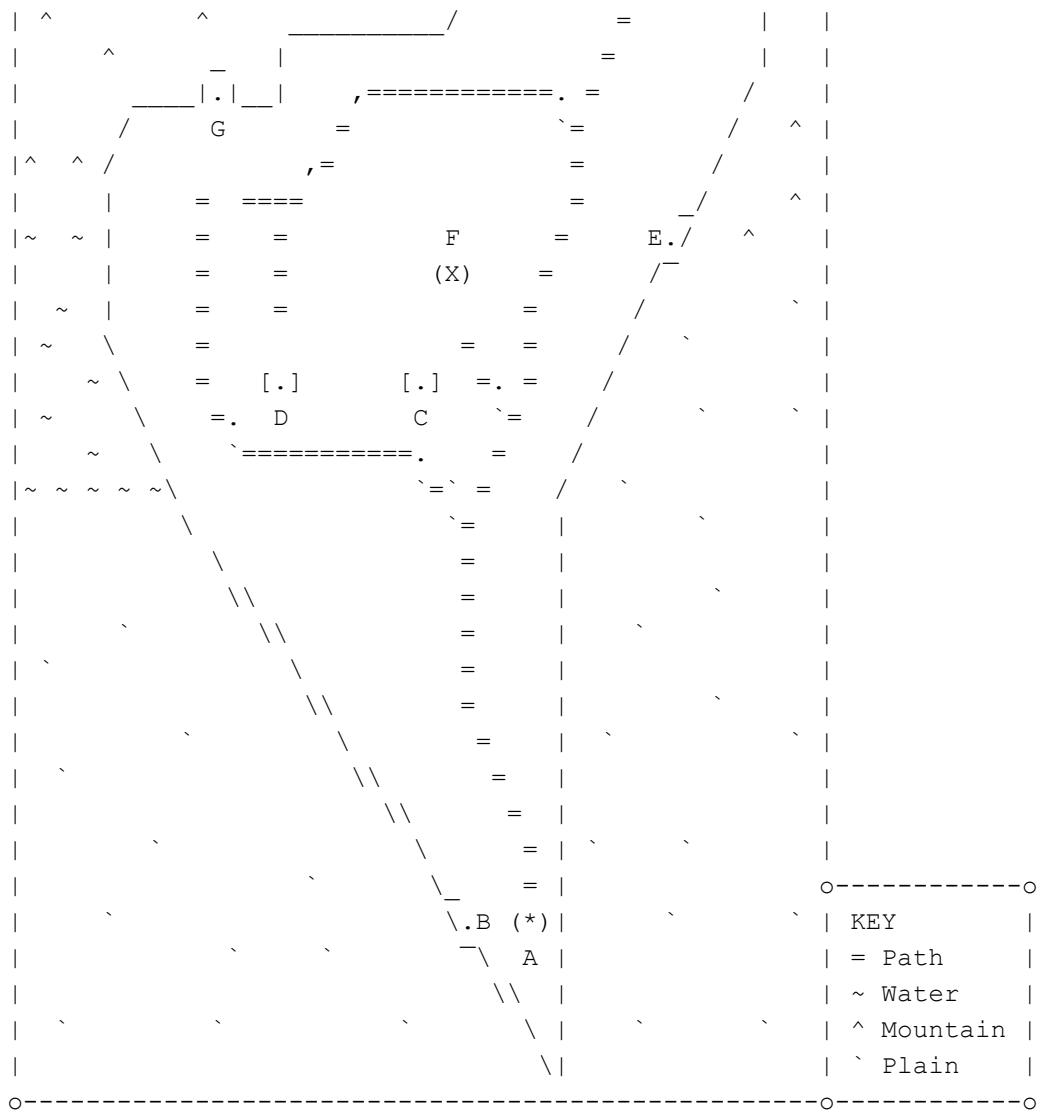 G
F
E.
(X)
[.] [.]
D C
.B (*)
A
KEY
= Path
~ Water
^ Mountain
` Plain